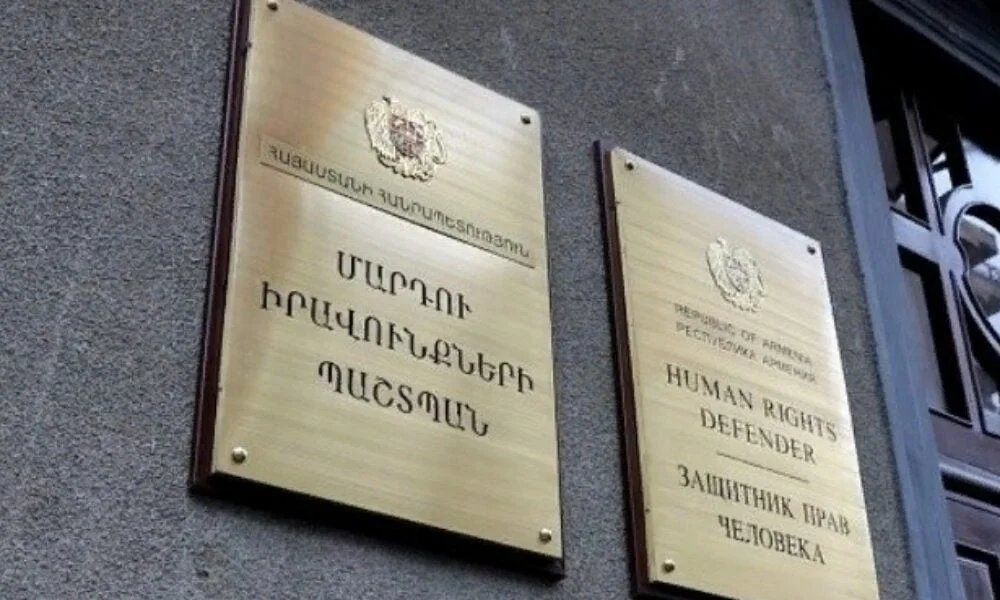 ՀԱՅԱՍՏԱՆԻ ՀԱՆՐԱՊԵՏՈՒԹՅՈՒՆ
ՄԱՐԴՈՒ
ԻՐԱՎՈՒՆՔՆԵՐԻ
ՊԱՇՏՊԱՆ
REPUBLIC OF ARMENIA
РЕСПУБЛИКА АРМЕНИЯ
HUMAN RIGHTS
DEFENDER
ЗАЩИТНИК ПРАВ
ЧЕЛОВЕКА